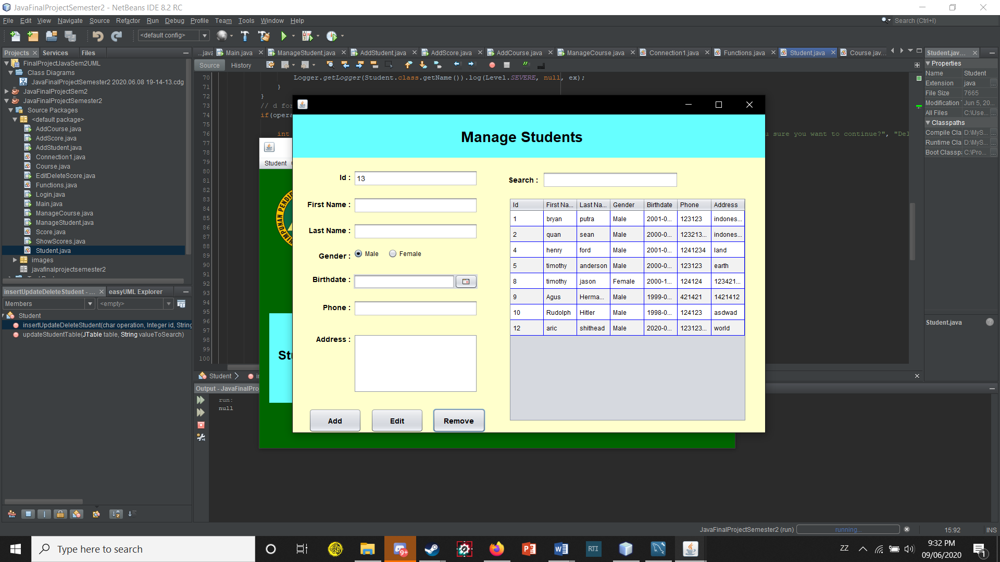 JavaFinalProjectSemester2 - NetBeans IDE 8.2 RC
File Edit View Navigate Source Refactor Run Debug Profile Team Tools Window Help
Search (Ctrl+I)
<default config>
Projects Services Files
...java Main.java ManageStudent.java AddStudent.java AddScore.java AddCourse.java ManageCourse.java Connection1.java Functions.java Student.java Course.jav...
Source History
FinalProjectJavaSem2UML
Class Diagrams
JavaFinalProjectSemester2 2020.06.08 19-14-13.cdg
JavaFinalProjectSem2
JavaFinalProjectSemester2
Source Packages
<default package>
AddCourse.java
AddScore.java
AddStudent.java
Connection1.java
Course.java
EditDeleteScore.java
Functions.java
Login.java
Main.java
ManageCourse.java
ManageStudent.java
Score.java
ShowScores.java
Student.java
images
javafinalprojectsemester2
insertUpdateDeleteStudent - ... easyUML Explorer
Members <empty>
Student
insertUpdateDeleteStudent(char operation, Integer id, String
updateStudentTable(JTable table, String valueToSearch)
70 Logger.getLogger(Student.class.getName()).log(Level.SEVERE, null, ex);
71 }
72 }
73 // d for
74 if(opera
75
76 int u sure you want to continue?", "Del
77
78
79
80
81
82
83
84
85
86
87
88
89
90
91
92
93
94
95
96
97
98
99
100
Student
Stu
Manage Students
Id : 13
First Name :
Last Name :
Gender : Male Female
Birthdate :
Phone :
Address :
Add Edit Remove
Search :
Id First Na... Last Na... Gender Birthdate Phone Address
1 bryan putra Male 2001-0... 123123 indones...
2 quan sean Male 2000-0... 123213... indones...
4 henry ford Male 2001-0... 1241234 land
5 timothy anderson Male 2000-0... 123123 earth
8 timothy jason Female 2000-1... 124124 123421...
9 Agus Herma... Male 1999-0... 421421 1421412
10 Rudolph Hitler Male 1998-0... 124123 asdwad
12 aric shithead Male 2020-0... 123123... world
Student
Output - JavaFinalPro
run:
null
Student.jav...
Properties
Name Student
Extension java
File Size 7665
Modification Jun 5, 20...
All Files C:\Use...
Classpaths
Compile Cla D:\MyS...
Runtime Cla D:\MyS...
Boot Classp: C:\Pro...
Student.java
JavaFinalProjectSemester2 (run) running... 15:92 INS
Type here to search
9+
RTI
ZZ
9:32 PM
09/06/2020
1